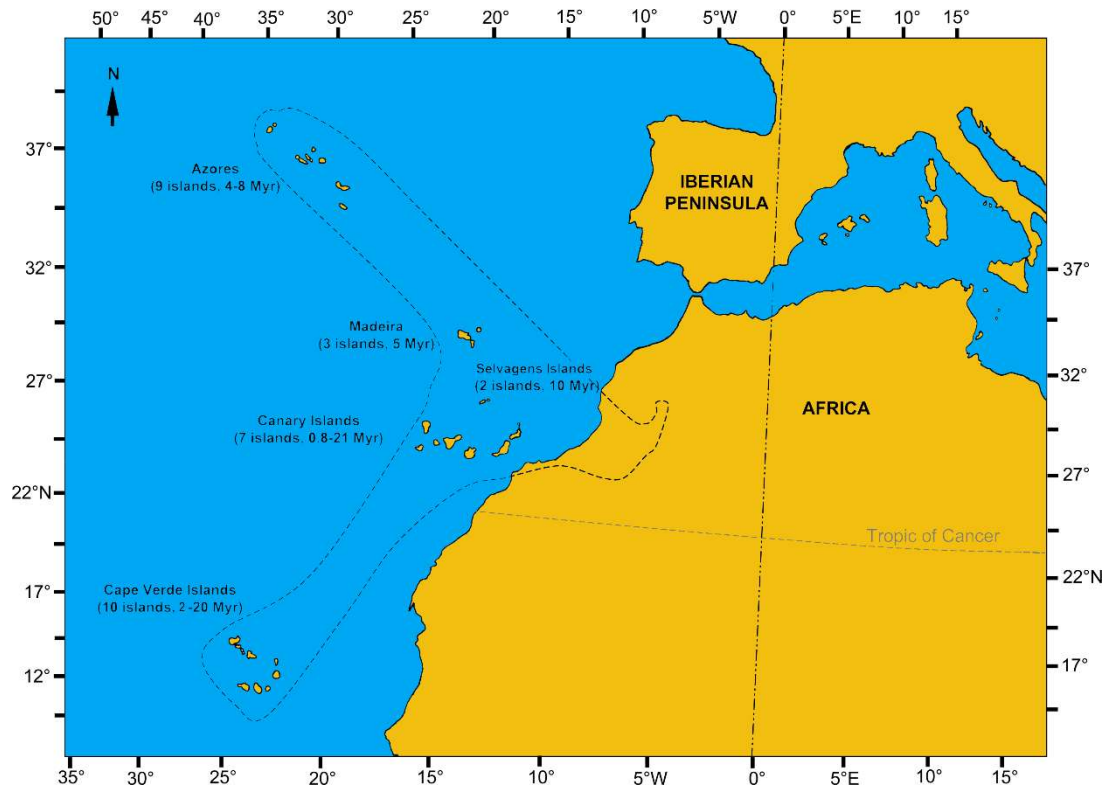 50° 45° 40° 35° 30° 25° 20° 15° 10° 5°W 0° 5°E 10° 15°
N
37°
Azores
(9 islands, 4-8 Myr)
IBERIAN
PENINSULA
32°
37°
Madeira
(3 islands, 5 Myr)
Selvagens Islands
(2 islands, 10 Myr)
27°
32°
AFRICA
Canary Islands
(7 islands, 0.8-21 Myr)
27°
22°N
Tropic of Cancer
22°N
Cape Verde Islands
(10 islands, 2-20 Myr)
17°
17°
12°
35° 30° 25° 20° 15° 10° 5°W 0° 5°E 10° 15°